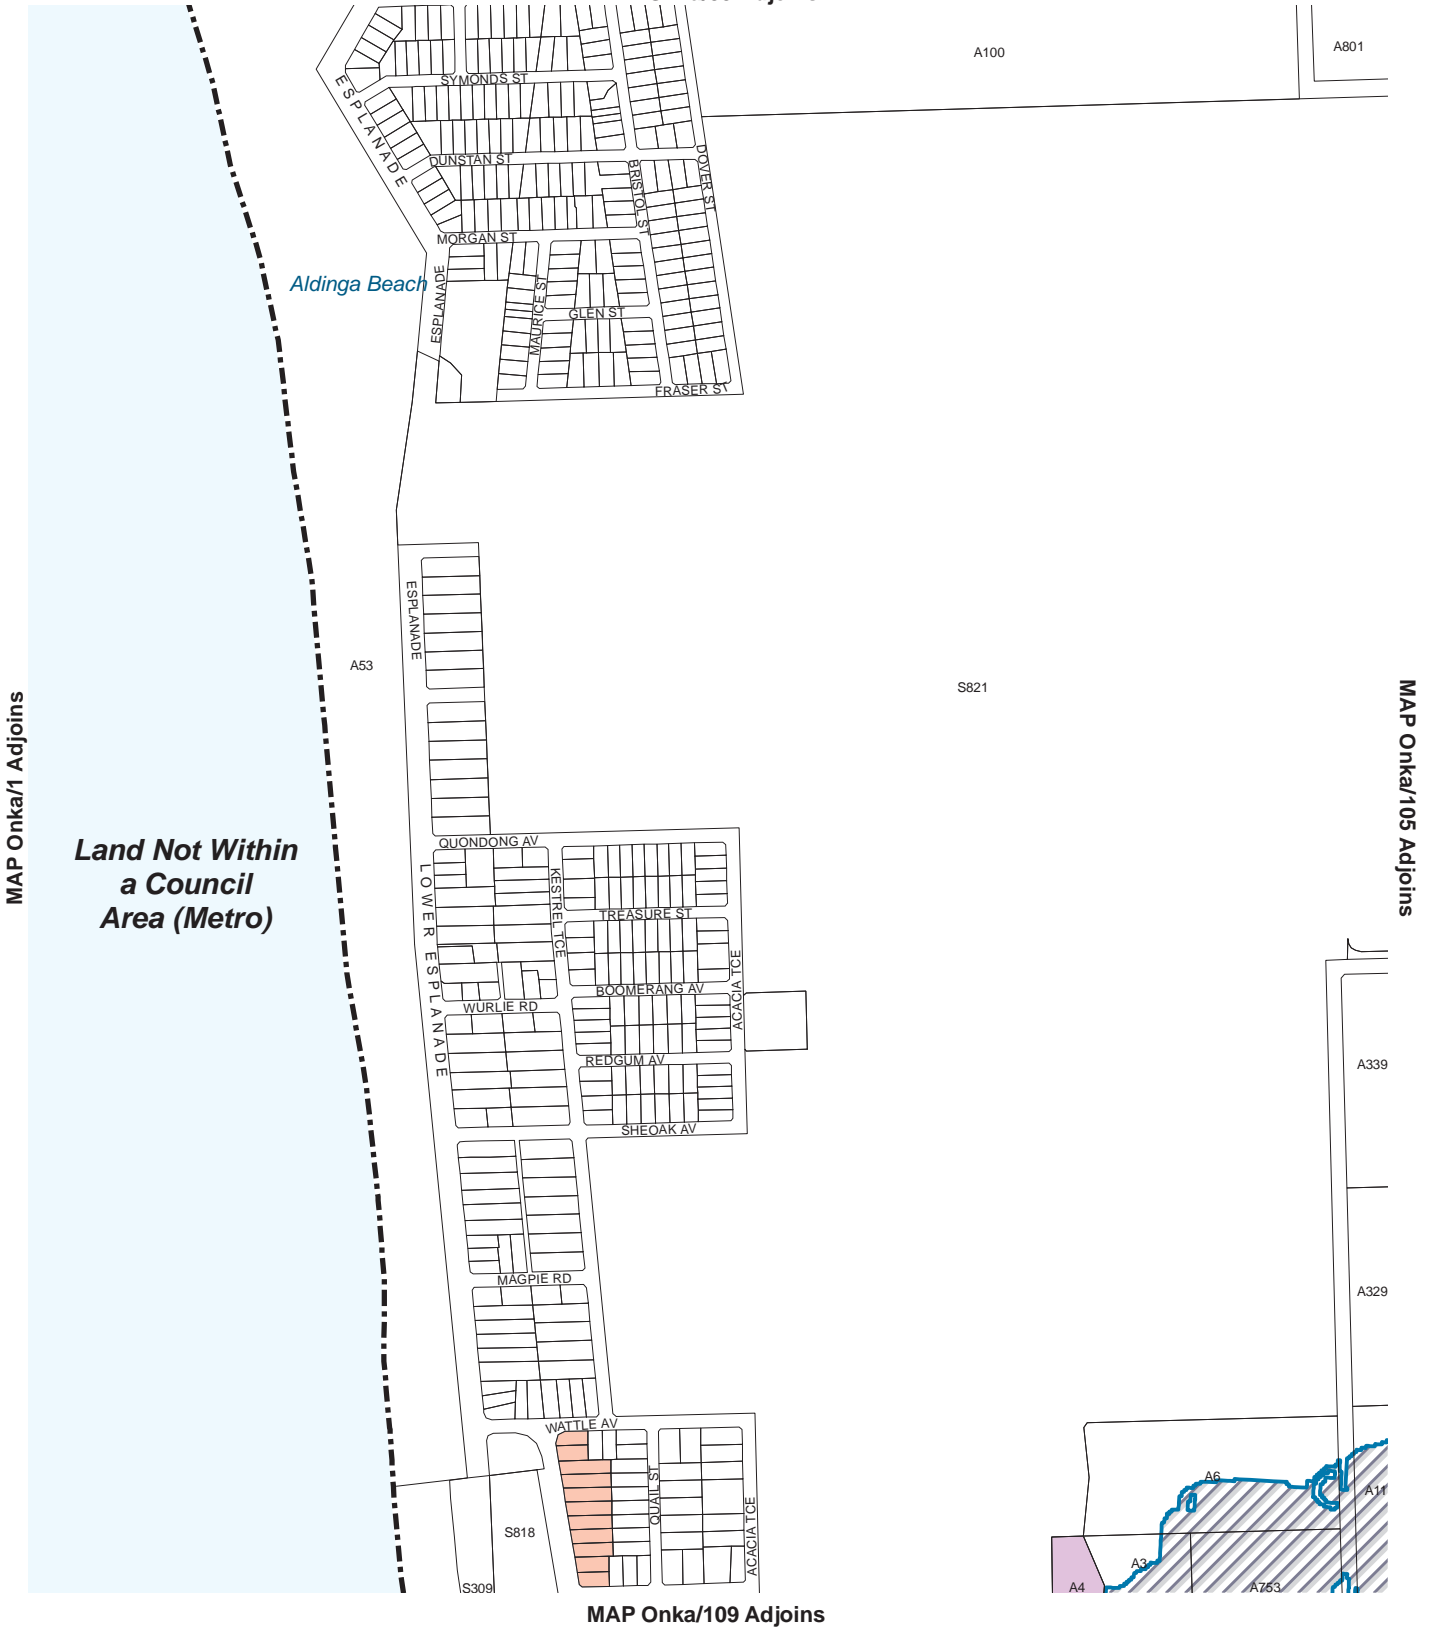 A100
A801
SYMONDS ST
ESPLANADE
DUNSTAN ST
BRISTOL ST
DOVER ST
MORGAN ST
Aldinga Beach
ESPLANADE
MAURICE ST
GLEN ST
FRASER ST
ESPLANADE
A53
S821
MAP Onka/1 Adjoins
MAP Onka/105 Adjoins
Land Not Within
a Council
Area (Metro)
QUONDONG AV
LOWER ESPLANADE
KESTREL TCE
TREASURE ST
ACACIA TCE
BOOMERANG AV
WURLIE RD
REDGUM AV
A339
SHEOAK AV
MAGPIE RD
A329
WATTLE AV
QUAIL ST
ACACIA TCE
A6
A11
S818
A3
S309
A4
A753
MAP Onka/109 Adjoins